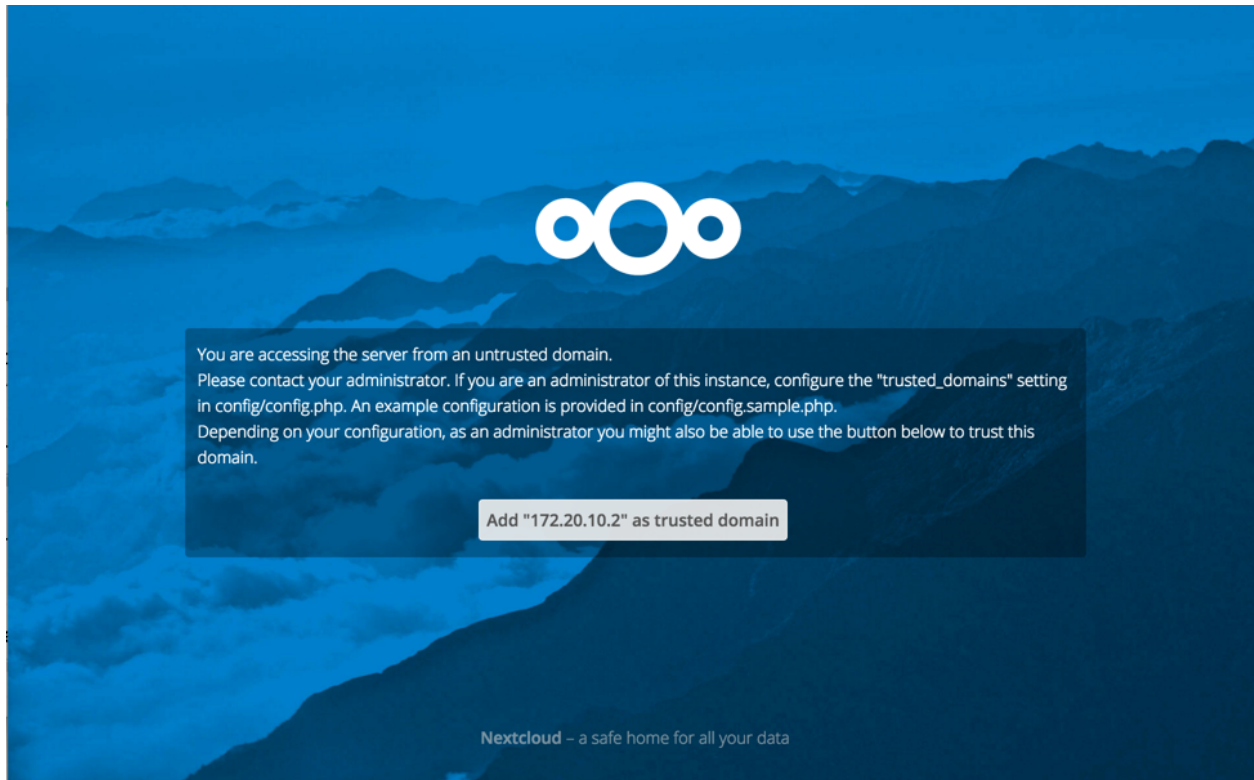 You are accessing the server from an untrusted domain.
Please contact your administrator. If you are an administrator of this instance, configure the "trusted_domains" setting
in config/config.php. An example configuration is provided in config/config.sample.php.
Depending on your configuration, as an administrator you might also be able to use the button below to trust this
domain.
Add "172.20.10.2" as trusted domain
Nextcloud – a safe home for all your data